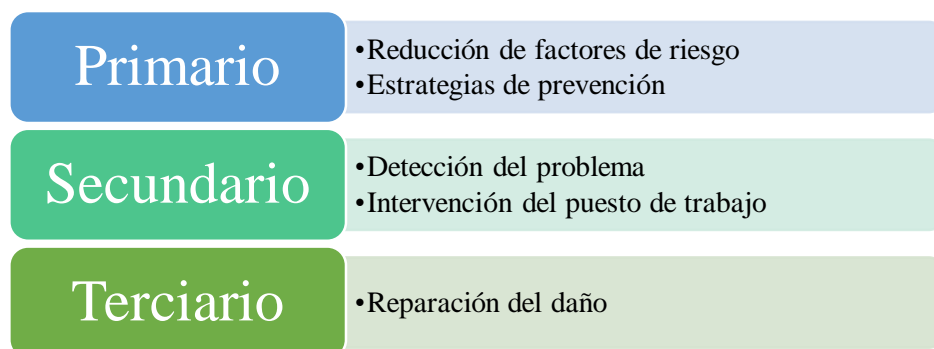 Primario
•Reducción de factores de riesgo
•Estrategias de prevención
Secundario
•Detección del problema
•Intervención del puesto de trabajo
Terciario
•Reparación del daño